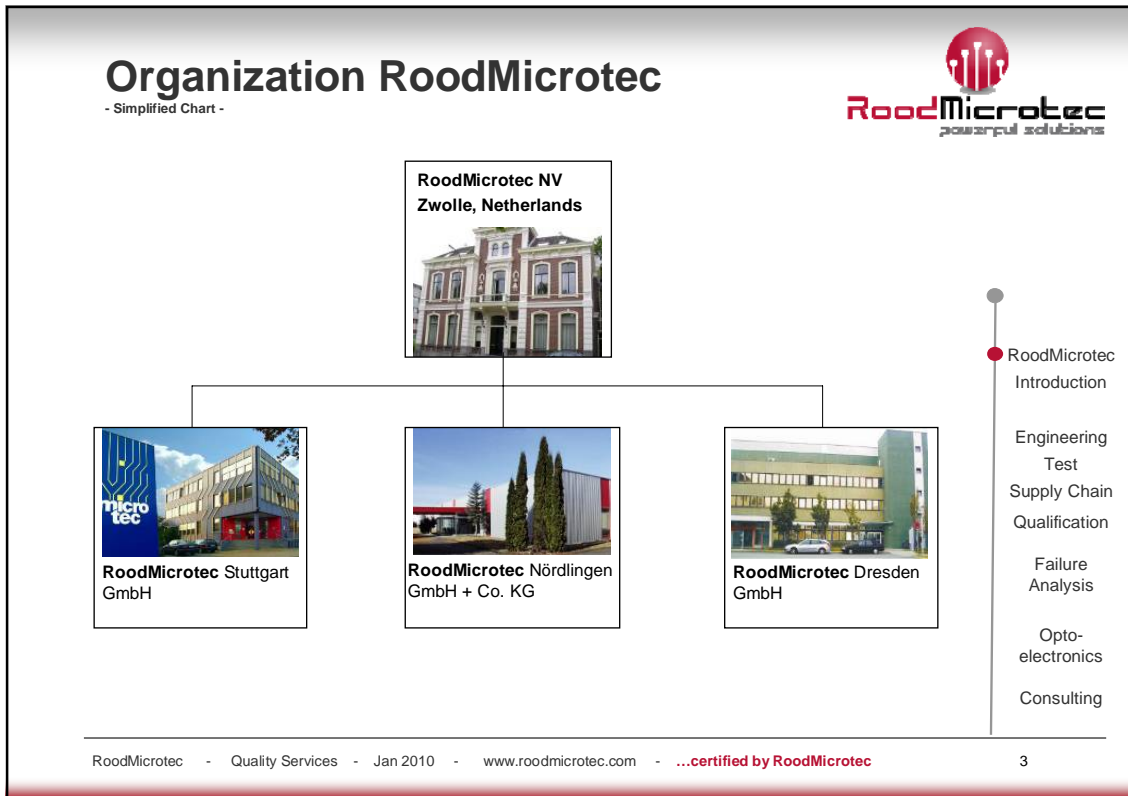 Organization RoodMicrotec
- Simplified Chart -
RoodMicrotec
powerful solutions
RoodMicrotec NV
Zwolle, Netherlands
micro
tec
RoodMicrotec Stuttgart
GmbH
RoodMicrotec Nördlingen
GmbH + Co. KG
RoodMicrotec Dresden
GmbH
RoodMicrotec
Introduction
Engineering
Test
Supply Chain
Qualification
Failure
Analysis
Opto-
electronics
Consulting
RoodMicrotec - Quality Services - Jan 2010 - www.roodmicrotec.com - ...certified by RoodMicrotec 3